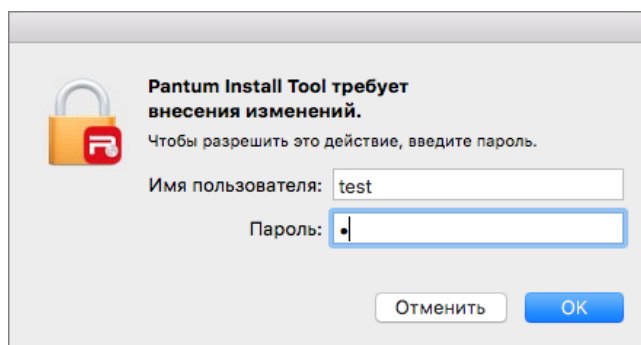 Pantum Install Tool требует
внесения изменений.
Чтобы разрешить это действие, введите пароль.
Имя пользователя: test
Пароль: •
Отменить OK